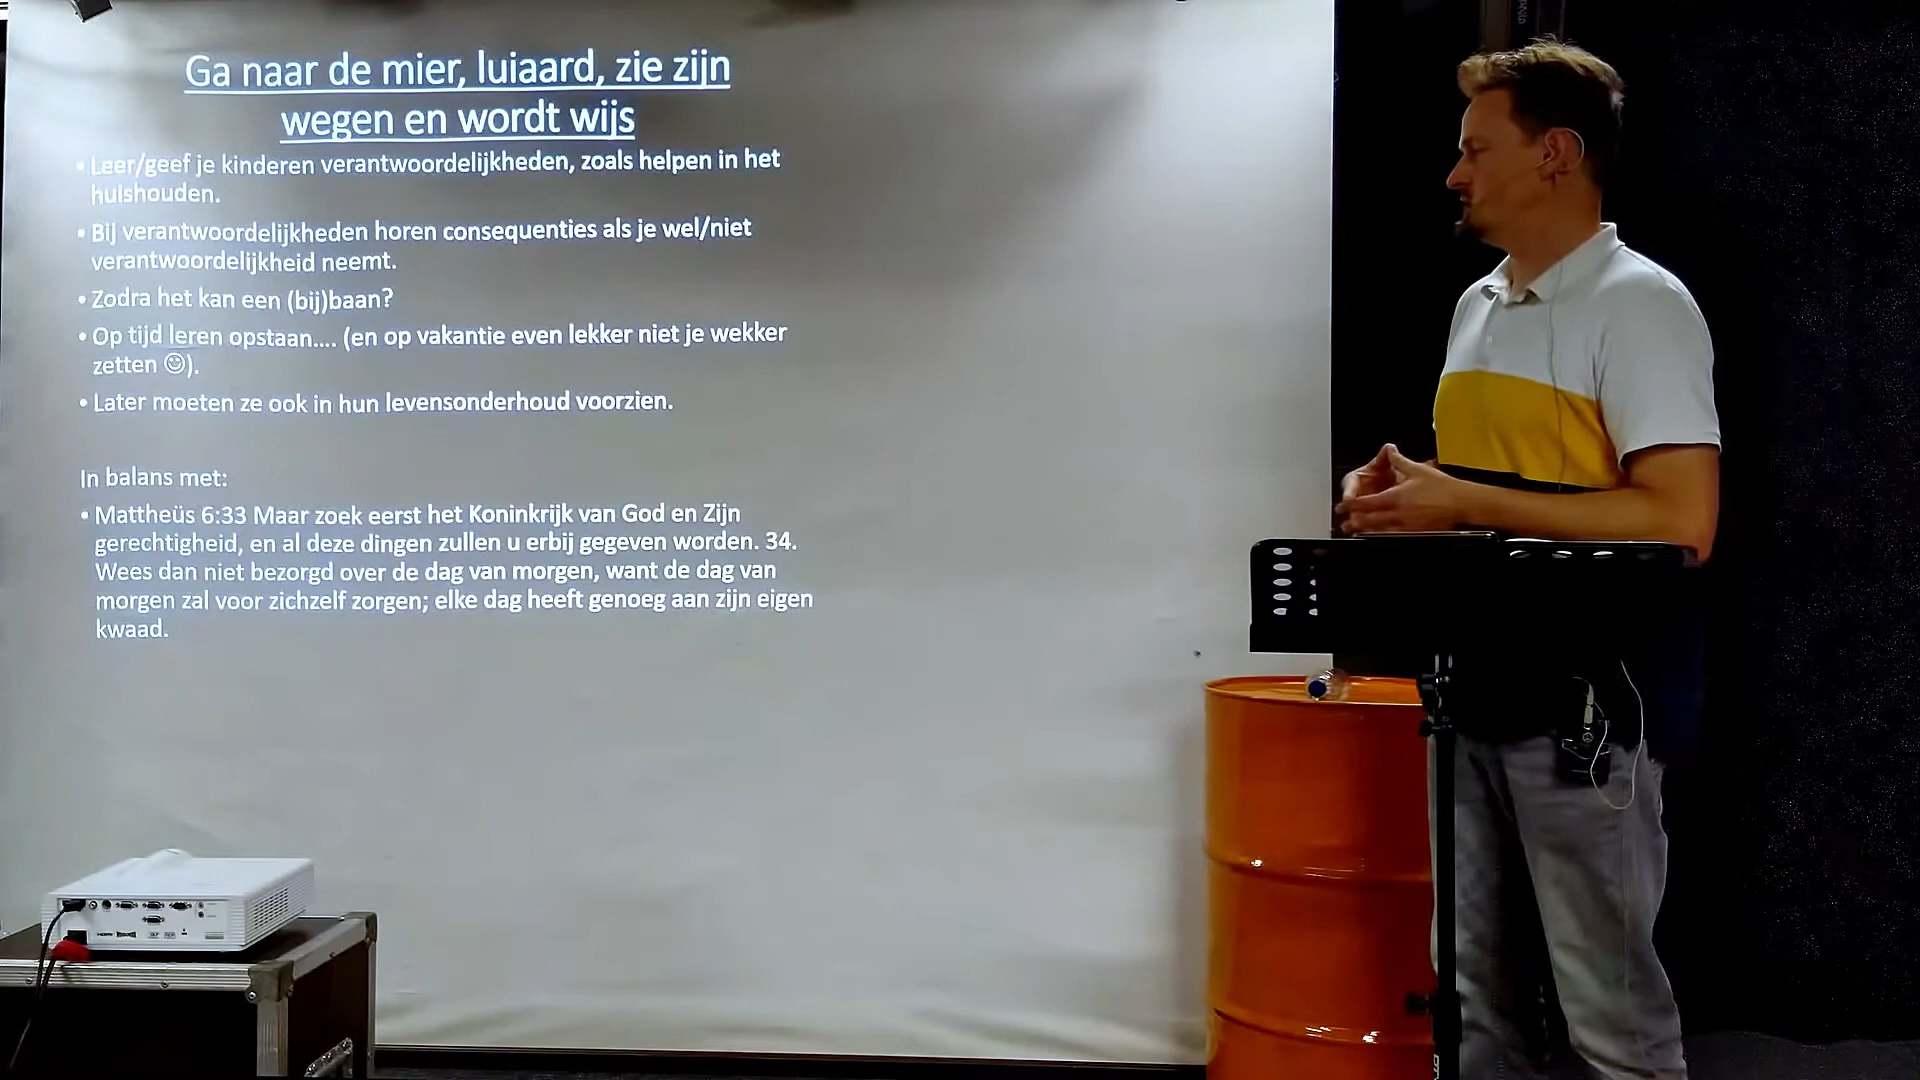 Ga naar de mier, luiaard, zie zijn
wegen en wordt wijs
• Leer/geef je kinderen verantwoordelijkheden, zoals helpen in het
huishouden.
• Bij verantwoordelijkheden horen consequenties als je wel/niet
verantwoordelijkheid neemt.
• Zodra het kan een (bij)baan?
• Op tijd leren opstaan.... (en op vakantie even lekker niet je wekker
zetten ☺).
• Later moeten ze ook in hun levensonderhoud voorzien.
In balans met:
• Mattheüs 6:33 Maar zoek eerst het Koninkrijk van God en Zijn
gerechtigheid, en al deze dingen zullen u erbij gegeven worden. 34.
Wees dan niet bezorgd over de dag van morgen, want de dag van
morgen zal voor zichzelf zorgen; elke dag heeft genoeg aan zijn eigen
kwaad.